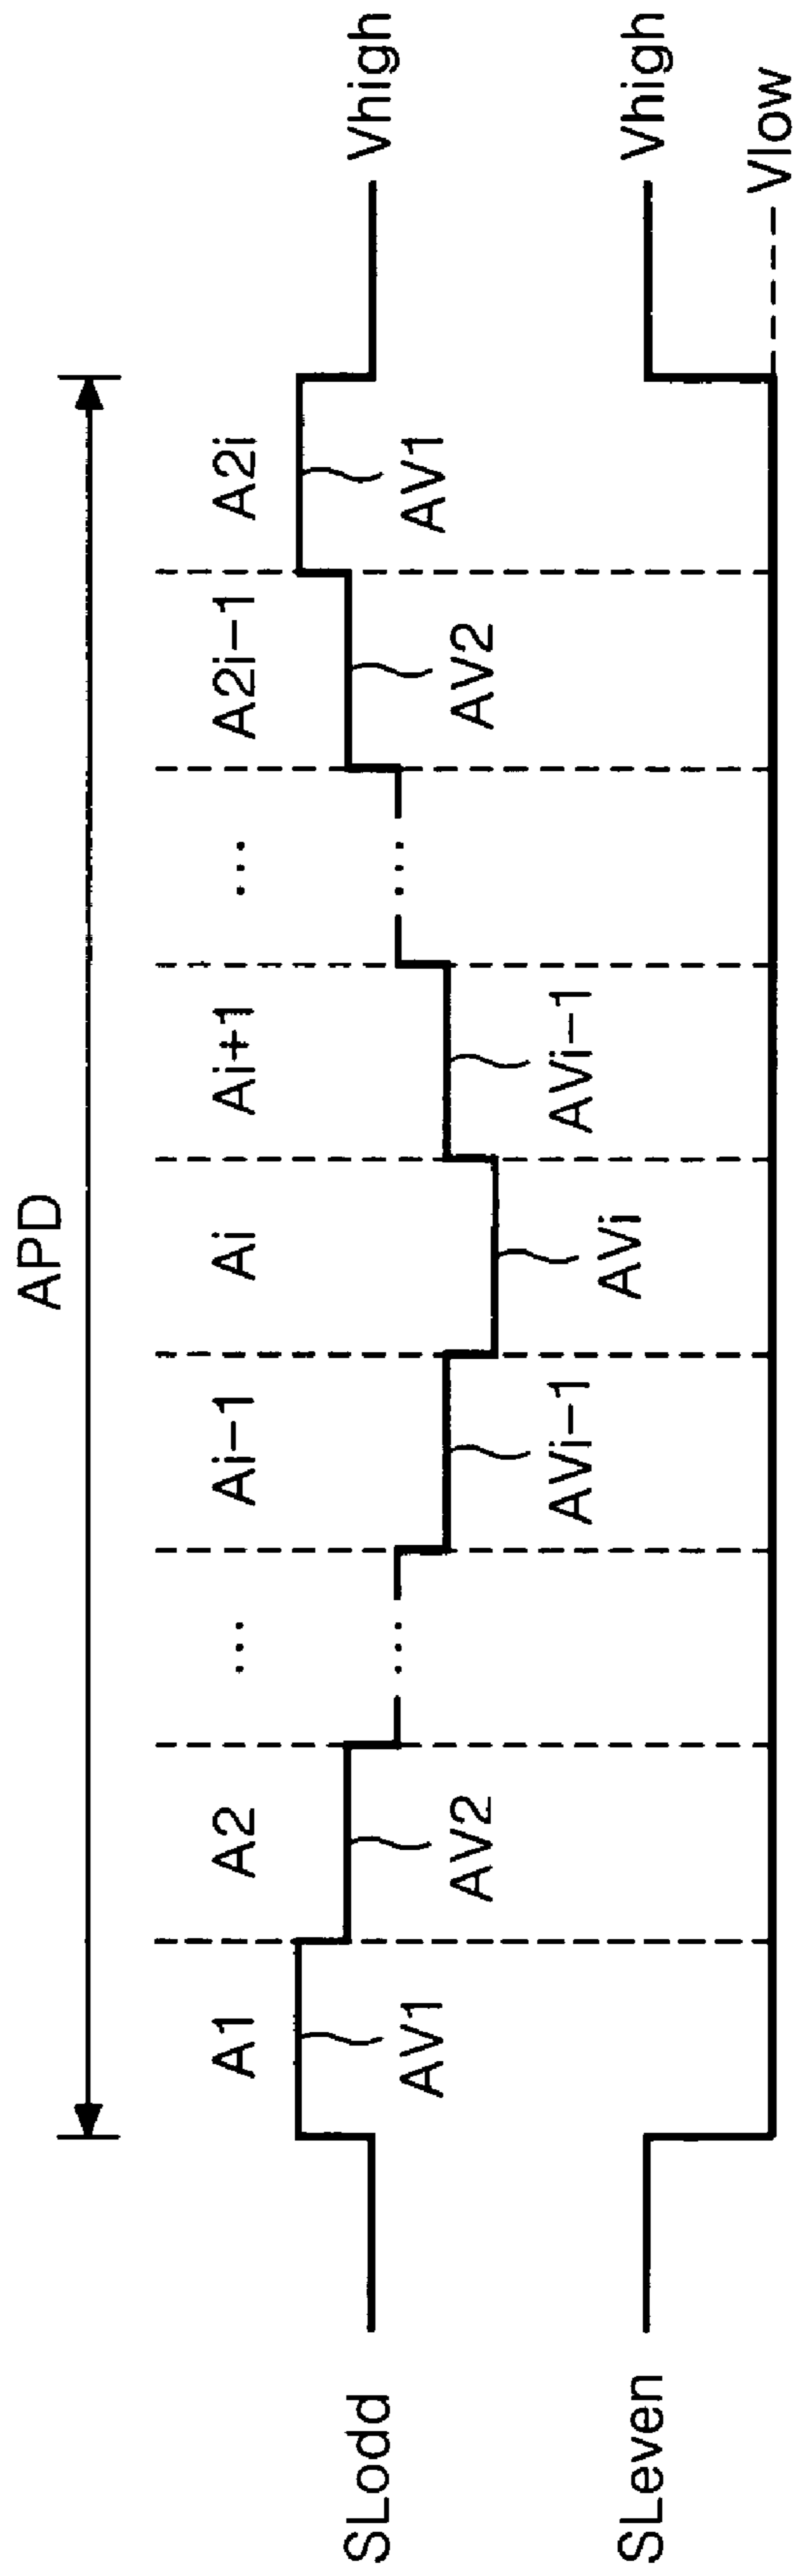 APD
A1 A2 ... Ai-1 Ai Ai+1 ... A2i-1 A2i
SLodd Vhigh
AV1 AV2 ... AVi-1 AVi AVi-1 ... AV2 AV1
SLeven Vhigh
Vlow